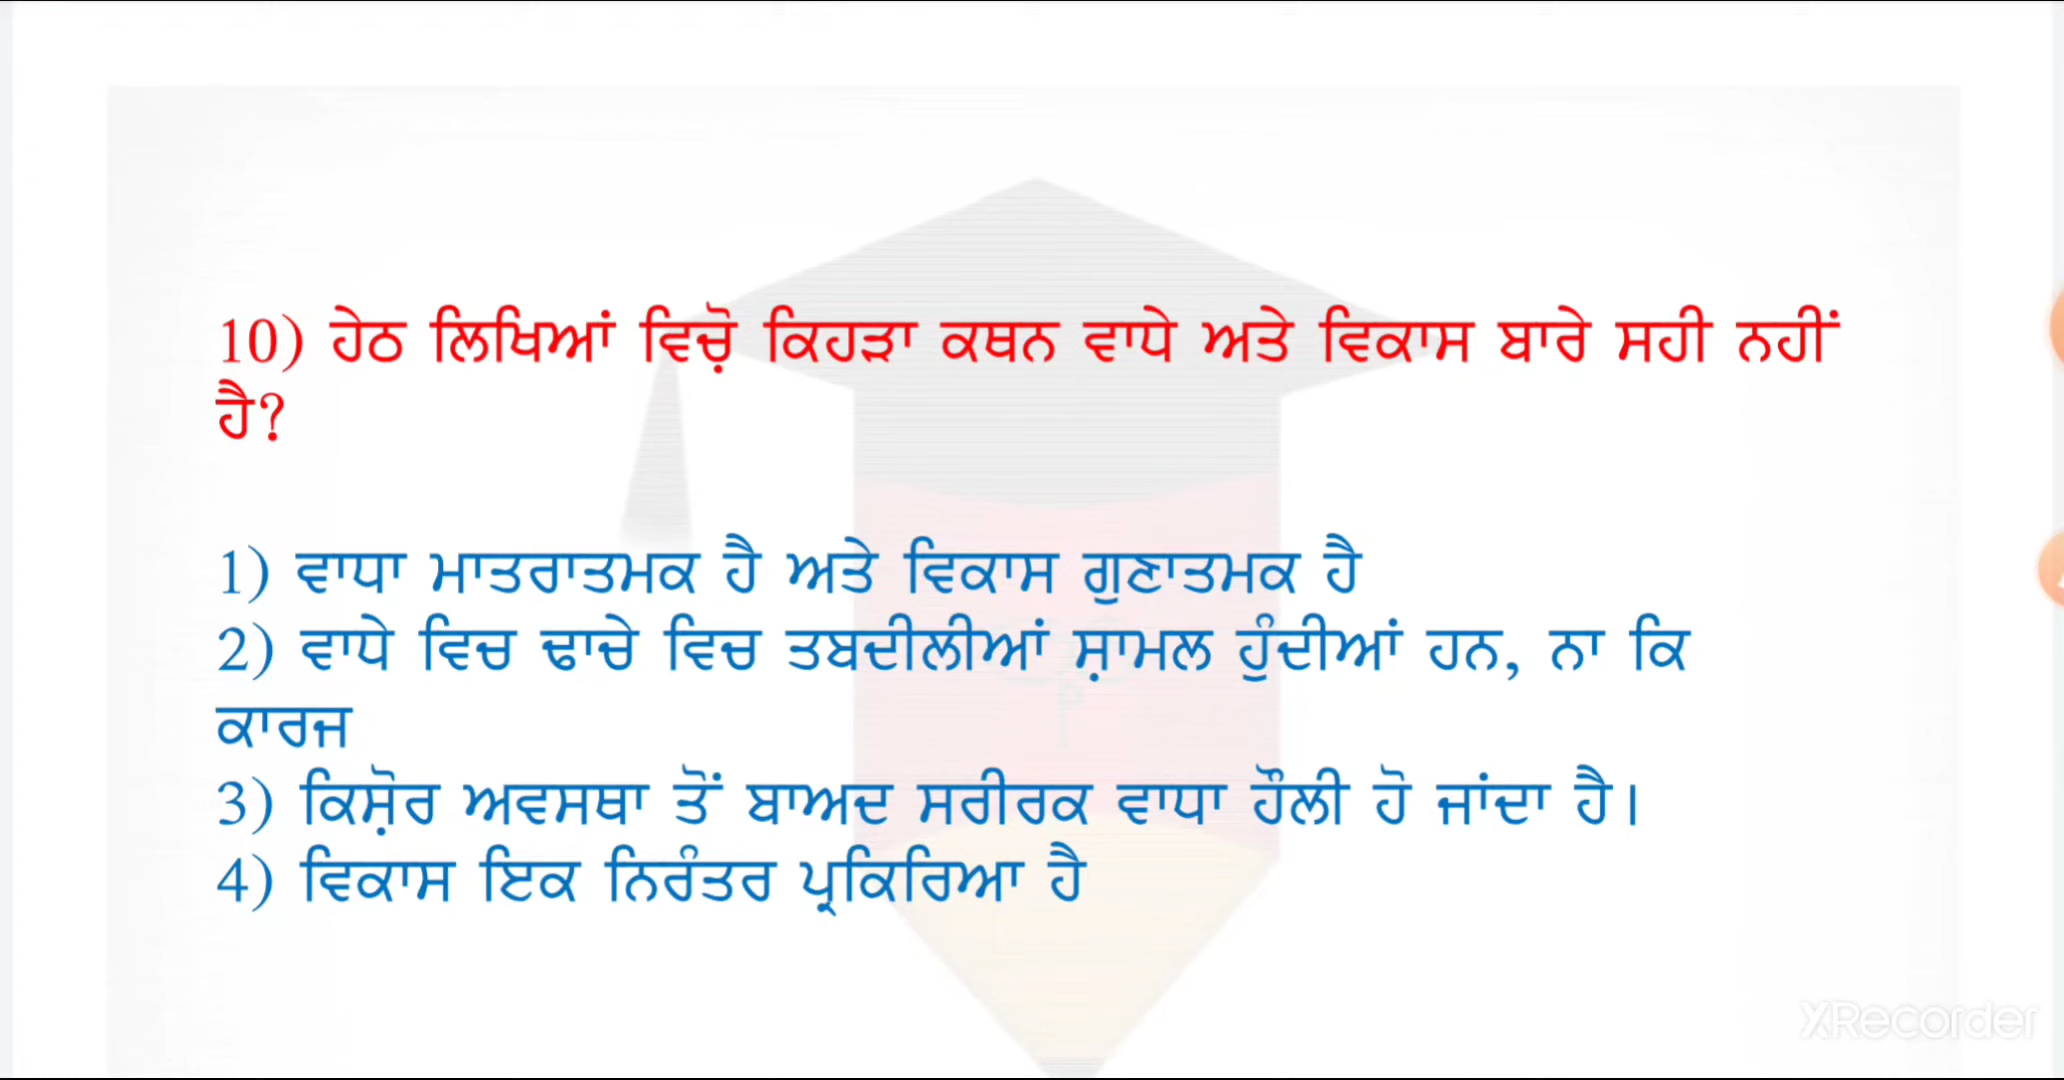 10) ਹੇਠ ਲਿਖਿਆਂ ਵਿਚੋਂ਼ ਕਿਹੜਾ ਕਥਨ ਵਾਧੇ ਅਤੇ ਵਿਕਾਸ ਬਾਰੇ ਸਹੀ ਨਹੀਂ
ਹੈ?
1) ਵਾਧਾ ਮਾਤਰਾਤਮਕ ਹੈ ਅਤੇ ਵਿਕਾਸ ਗੁਣਾਤਮਕ ਹੈ
2) ਵਾਧੇ ਵਿਚ ਢਾਚੇ ਵਿਚ ਤਬਦੀਲੀਆਂ ਸ਼ਾਮਲ ਹੁੰਦੀਆਂ ਹਨ, ਨਾ ਕਿ
ਕਾਰਜ
3) ਕਿਸ਼ੋਰ ਅਵਸਥਾ ਤੋਂ ਬਾਅਦ ਸਰੀਰਕ ਵਾਧਾ ਹੌਲੀ ਹੋ ਜਾਂਦਾ ਹੈ।
4) ਵਿਕਾਸ ਇਕ ਨਿਰੰਤਰ ਪ੍ਰਕਿਰਿਆ ਹੈ
XRecorder